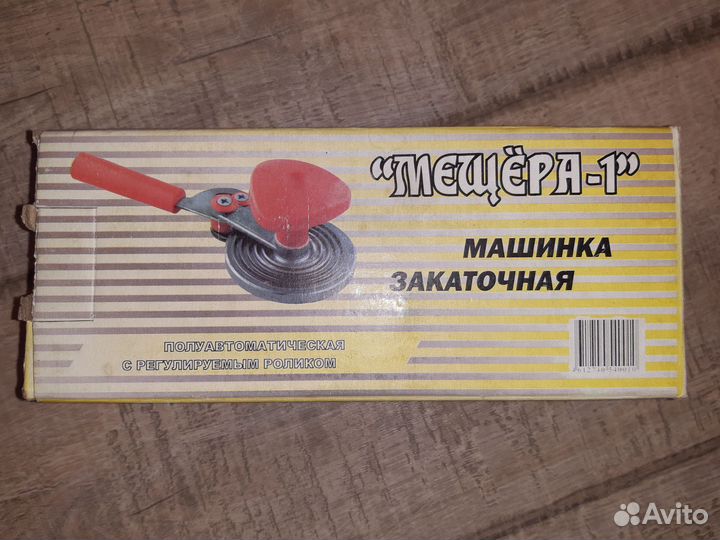 "МЕЩЁРА-1"
МАШИНКА
ЗАКАТОЧНАЯ
ПОЛУАВТОМАТИЧЕСКАЯ
С РЕГУЛИРУЕМЫМ РОЛИКОМ
Avito